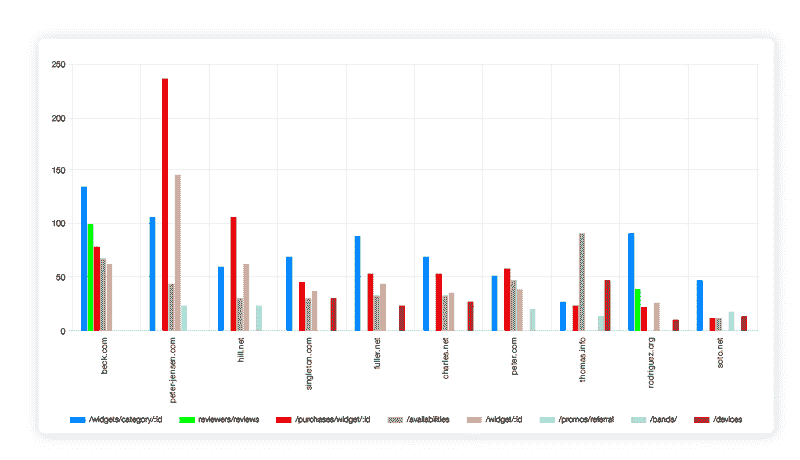 250
200
150
100
50
0
beck.com
peter-jensen.com
hill.net
singleton.com
fuller.net
charles.net
peter.com
thomas.info
rodriguez.org
soto.net
/widgets/category/:id
reviewers/reviews
/purchases/widget/:id
/availabilities
/widget/:id
/promos/referral
/bands/
/devices